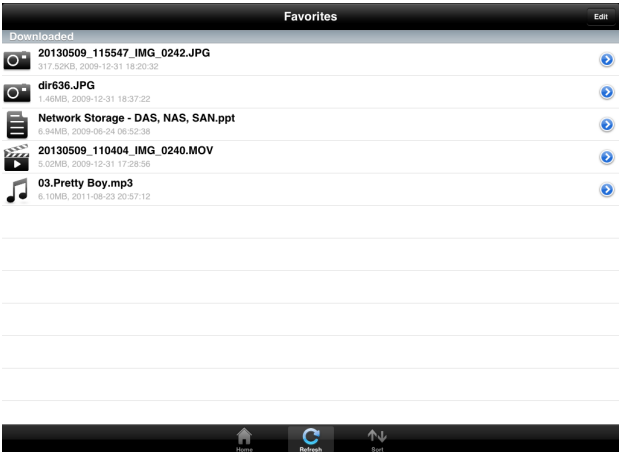 Favorites
Edit
Downloaded
20130509_115547_IMG_0242.JPG
317.52KB, 2009-12-31 18:20:32
dir636.JPG
1.46MB, 2009-12-31 18:37:22
Network Storage - DAS, NAS, SAN.ppt
6.94MB, 2009-06-24 06:52:38
20130509_110404_IMG_0240.MOV
5.02MB, 2009-12-31 17:28:56
03.Pretty Boy.mp3
6.10MB, 2011-08-23 20:57:12
Home
Refresh
Sort